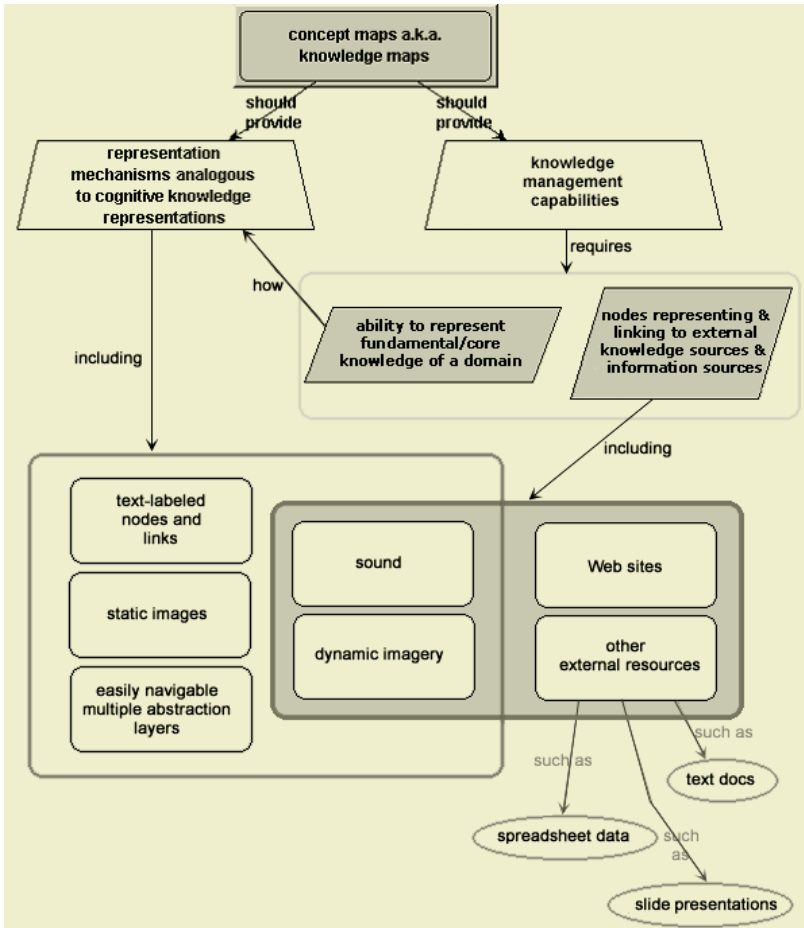 concept maps a.k.a.
knowledge maps
should
provide
should
provide
representation
mechanisms analogous
to cognitive knowledge
representations
knowledge
management
capabilities
requires
how
ability to represent
fundamental/core
knowledge of a domain
nodes representing &
linking to external
knowledge sources &
information sources
including
including
text-labeled
nodes and
links
static images
easily navigable
multiple abstraction
layers
sound
dynamic imagery
Web sites
other
external resources
such as
such as
such
as
text docs
spreadsheet data
slide presentations